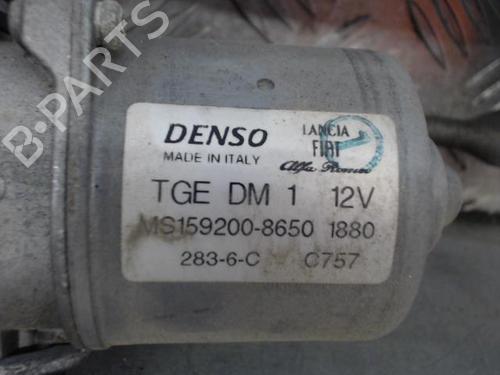 B-PARTS
DENSO
MADE IN ITALY
LANCIA
FIAT
Alfa Romeo
TGE DM 1 12V
MS159200-8650 1880
283-6-C C757